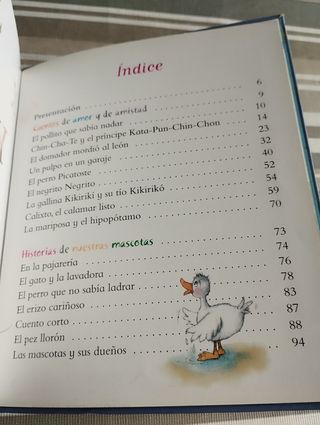 Índice
Presentación 6
Cuentos de amor y de amistad 9
El pollito que sabía nadar 10
Chin-Cha-Te y el príncipe Kota-Pun-Chin-Chon 14
El domador mordió al león 23
Un pulpo en un garaje 32
El perro Picatoste 40
El negrito Negrito 52
La gallina Kikirikí y su tío Kikirikó 54
Calixto, el calamar listo 59
La mariposa y el hipopótamo 70
Historias de nuestras mascotas 73
En la pajarería 74
El gato y la lavadora 76
El perro que no sabía ladrar 78
El erizo cariñoso 83
Cuento corto 87
El pez llorón 88
Las mascotas y sus dueños 94